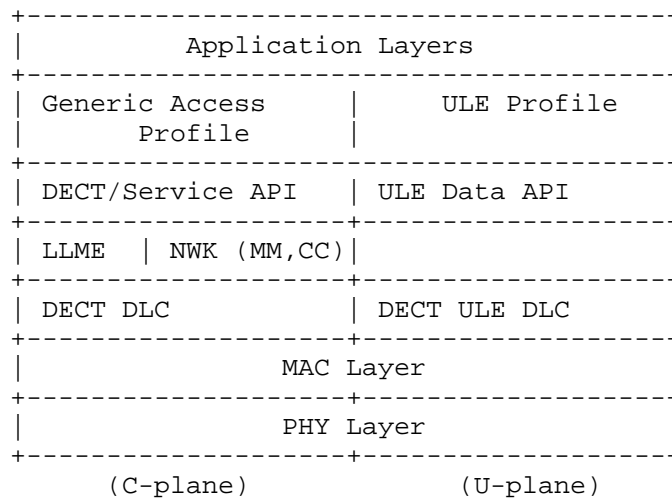 Application Layers
Generic Access | ULE Profile
Profile |
DECT/Service API | ULE Data API
LLME | NWK (MM,CC)|
DECT DLC | DECT ULE DLC
MAC Layer
PHY Layer
(C-plane) (U-plane)